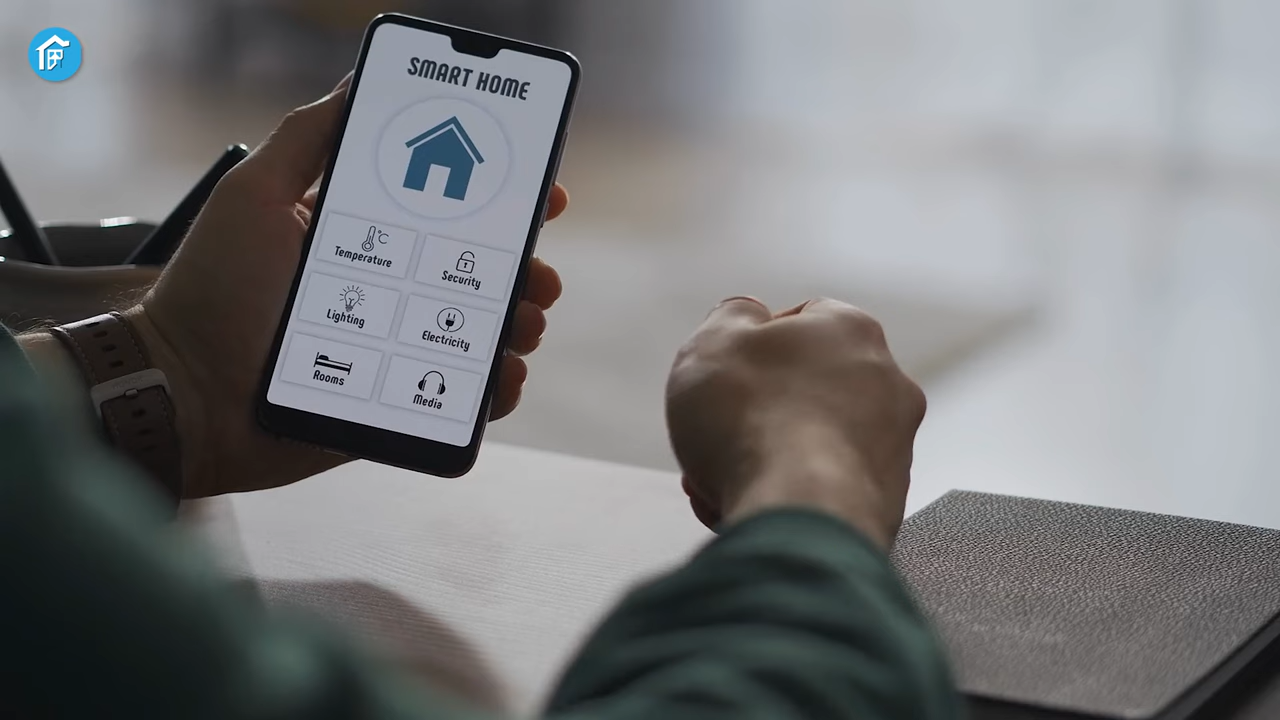 SMART HOME
°C
Temperature
Security
Lighting
Electricity
Rooms
Media